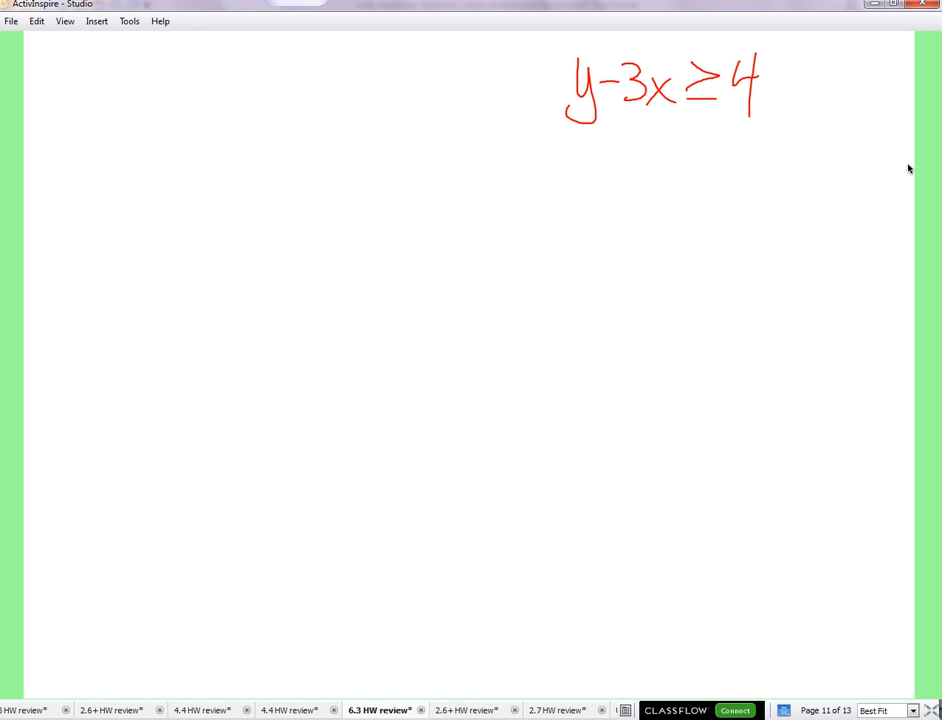 ActivInspire - Studio
File Edit View Insert Tools Help
y-3x ≥ 4
HW review* 2.6+ HW review* 4.4 HW review* 4.4 HW review* 6.3 HW review* 2.6+ HW review* 2.7 HW review* CLASSFLOW Connect Page 11 of 13 Best Fit